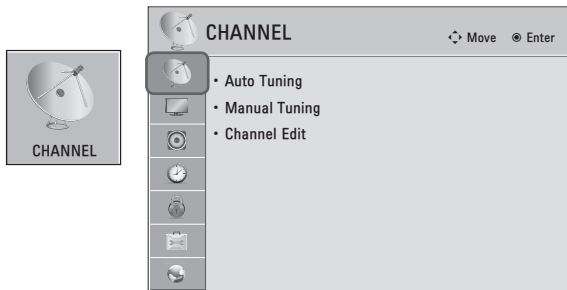 CHANNEL
CHANNEL Move Enter
• Auto Tuning
• Manual Tuning
• Channel Edit